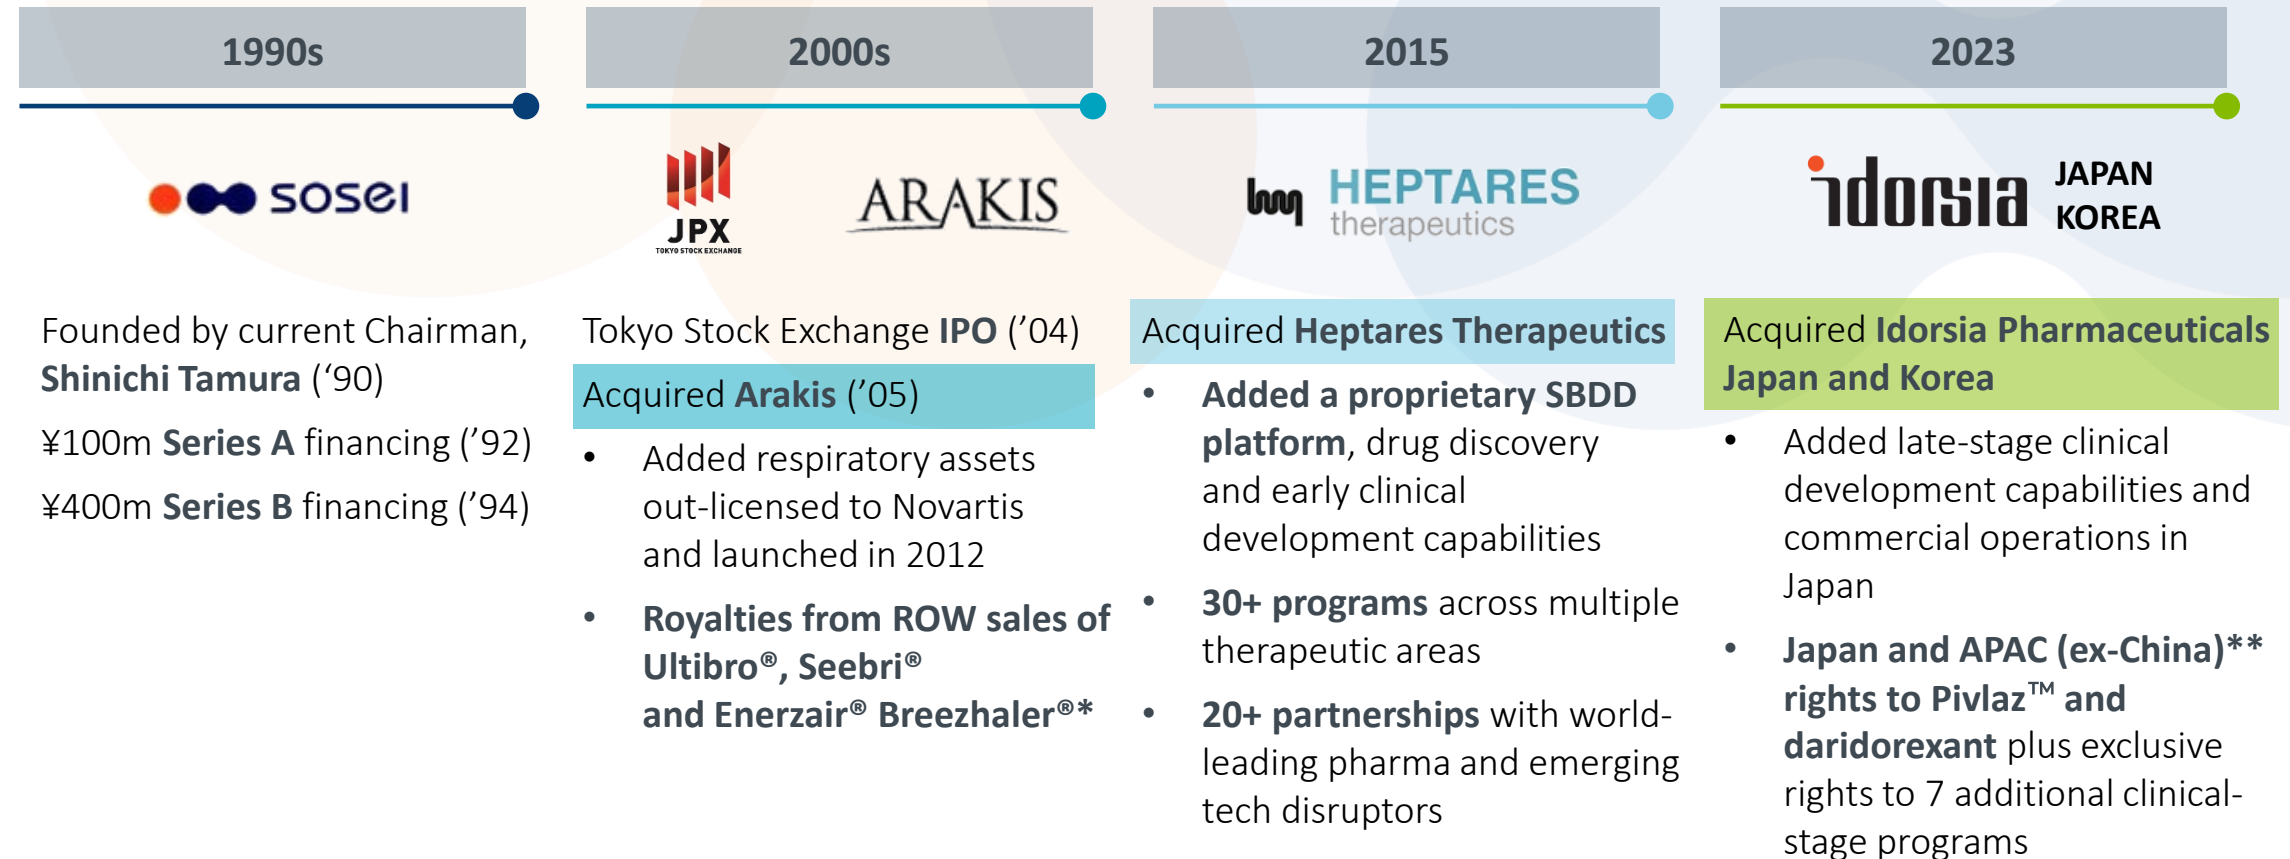 1990s
sosei
Founded by current Chairman,
Shinichi Tamura (‘90)
¥100m Series A financing (’92)
¥400m Series B financing (’94)
2000s
JPX
TOKYO STOCK EXCHANGE
ARAKIS
Tokyo Stock Exchange IPO (’04)
Acquired Arakis (’05)
• Added respiratory assets
out-licensed to Novartis
and launched in 2012
• Royalties from ROW sales of
Ultibro®, Seebri®
and Enerzair® Breezhaler®*
2015
HEPTARES
therapeutics
Acquired Heptares Therapeutics
• Added a proprietary SBDD
platform, drug discovery
and early clinical
development capabilities
• 30+ programs across multiple
therapeutic areas
• 20+ partnerships with world-
leading pharma and emerging
tech disruptors
2023
idorsia
JAPAN
KOREA
Acquired Idorsia Pharmaceuticals
Japan and Korea
• Added late-stage clinical
development capabilities and
commercial operations in
Japan
• Japan and APAC (ex-China)**
rights to Pivlaz™ and
daridorexant plus exclusive
rights to 7 additional clinical-
stage programs